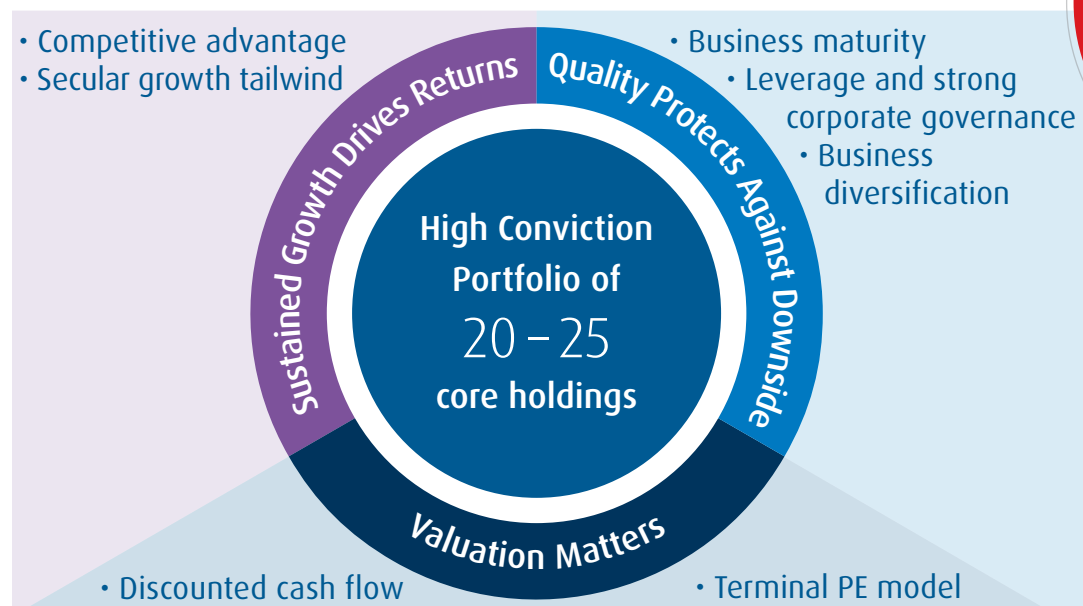 • Competitive advantage
• Secular growth tailwind
Sustained Growth Drives Returns
Quality Protects Against Downside
• Business maturity
• Leverage and strong
corporate governance
• Business
diversification
High Conviction
Portfolio of
20 – 25
core holdings
Valuation Matters
• Discounted cash flow
• Terminal PE model